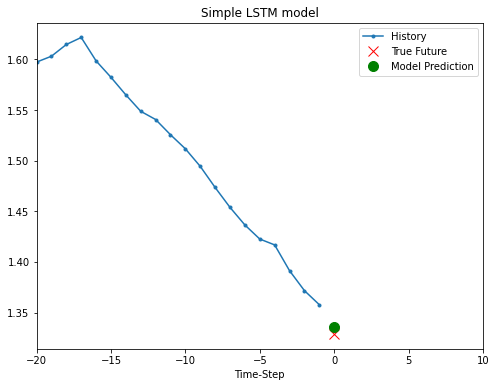 Simple LSTM model
History
True Future
Model Prediction
1.60
1.55
1.50
1.45
1.40
1.35
−20 −15 −10 −5 0 5 10
Time-Step